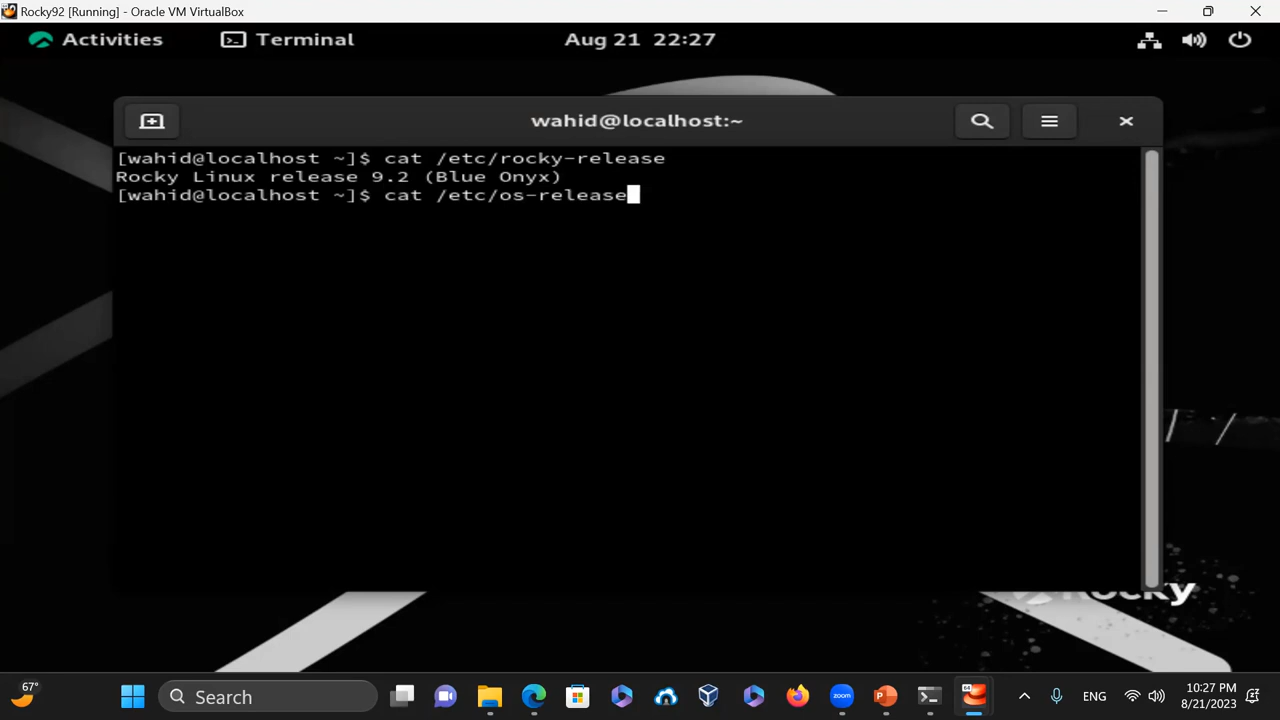 Rocky92 [Running] - Oracle VM VirtualBox
Activities
Terminal
Aug 21 22:27
wahid@localhost:~
[wahid@localhost ~]$ cat /etc/rocky-release
Rocky Linux release 9.2 (Blue Onyx)
[wahid@localhost ~]$ cat /etc/os-release
Rocky
67°
Search
zoom
ENG
10:27 PM
8/21/2023